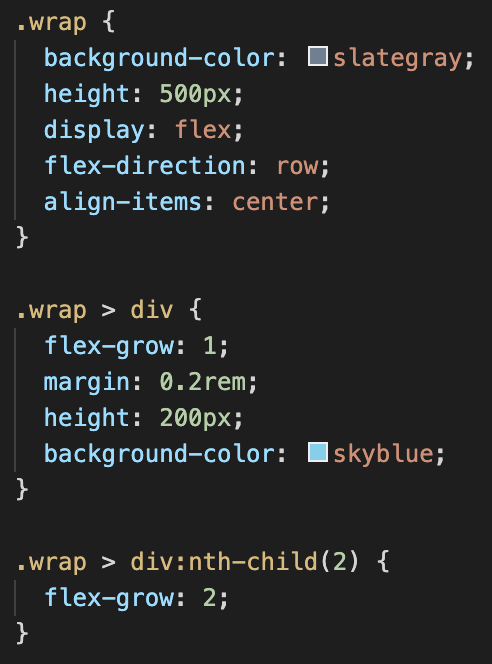 .wrap {
  background-color: slategray;
  height: 500px;
  display: flex;
  flex-direction: row;
  align-items: center;
}

.wrap > div {
  flex-grow: 1;
  margin: 0.2rem;
  height: 200px;
  background-color: skyblue;
}

.wrap > div:nth-child(2) {
  flex-grow: 2;
}